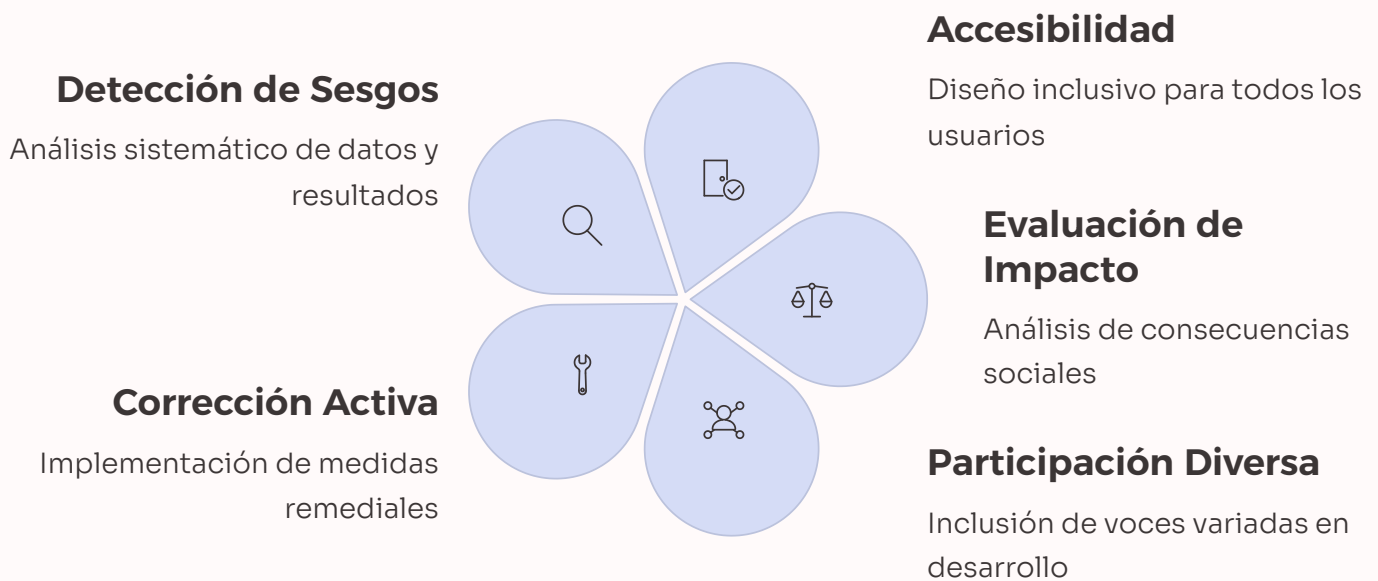 Detección de Sesgos
Análisis sistemático de datos y
resultados
Accesibilidad
Diseño inclusivo para todos los
usuarios
Evaluación de
Impacto
Análisis de consecuencias
sociales
Corrección Activa
Implementación de medidas
remediales
Participación Diversa
Inclusión de voces variadas en
desarrollo